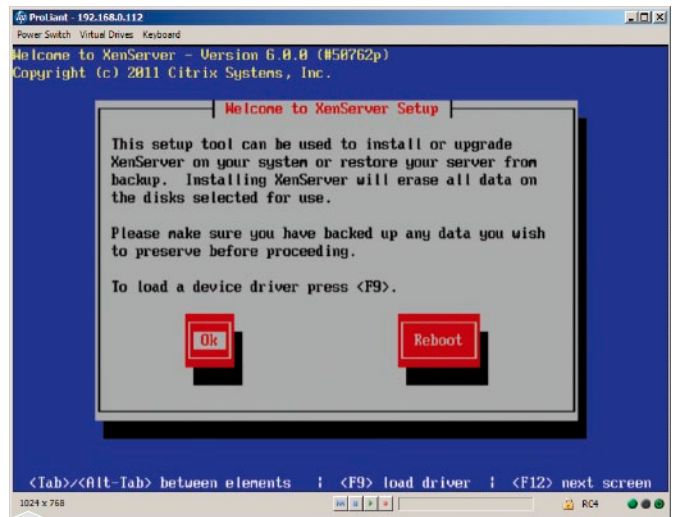 ProLiant - 192.168.0.112
Power Switch Virtual Drives Keyboard
Welcome to XenServer - Version 6.0.0 (#50762p)
Copyright (c) 2011 Citrix Systems, Inc.
Welcome to XenServer Setup
This setup tool can be used to install or upgrade
XenServer on your system or restore your server from
backup. Installing XenServer will erase all data on
the disks selected for use.
Please make sure you have backed up any data you wish
to preserve before proceeding.
To load a device driver press <F9>.
Ok Reboot
<Tab>/<Alt-Tab> between elements | <F9> load driver | <F12> next screen
1024 x 768 RC4